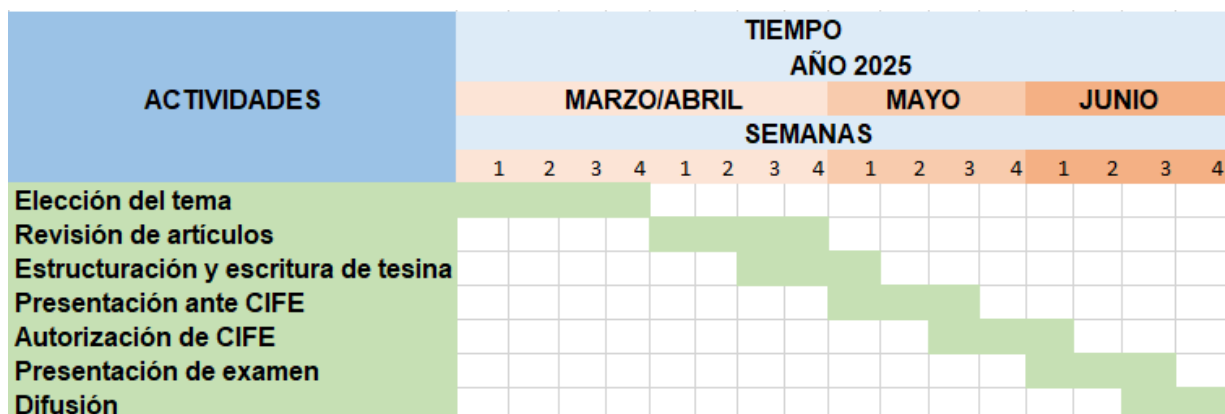 TIEMPO
AÑO 2025
ACTIVIDADES
MARZO/ABRIL MAYO JUNIO
SEMANAS
1 2 3 4 1 2 3 4 1 2 3 4 1 2 3 4
Elección del tema
Revisión de artículos
Estructuración y escritura de tesina
Presentación ante CIFE
Autorización de CIFE
Presentación de examen
Difusión